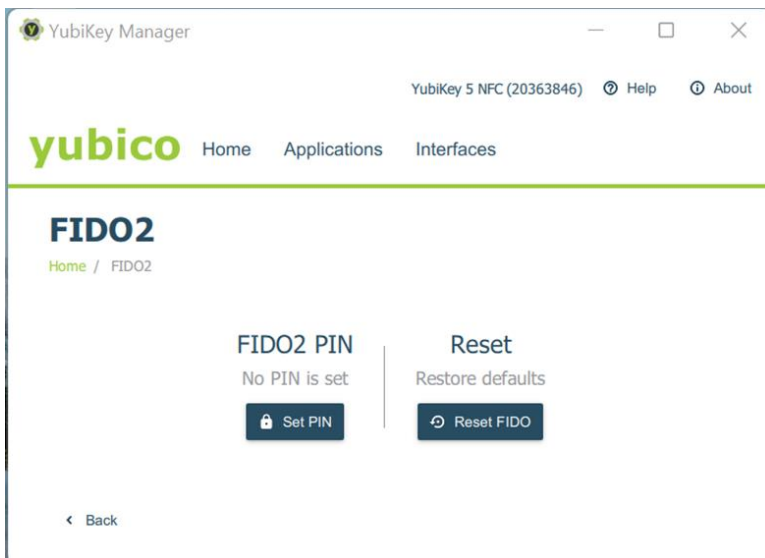 YubiKey Manager
YubiKey 5 NFC (20363846) Help About
yubico Home Applications Interfaces
FIDO2
Home / FIDO2
FIDO2 PIN
No PIN is set
Set PIN
Reset
Restore defaults
Reset FIDO
Back